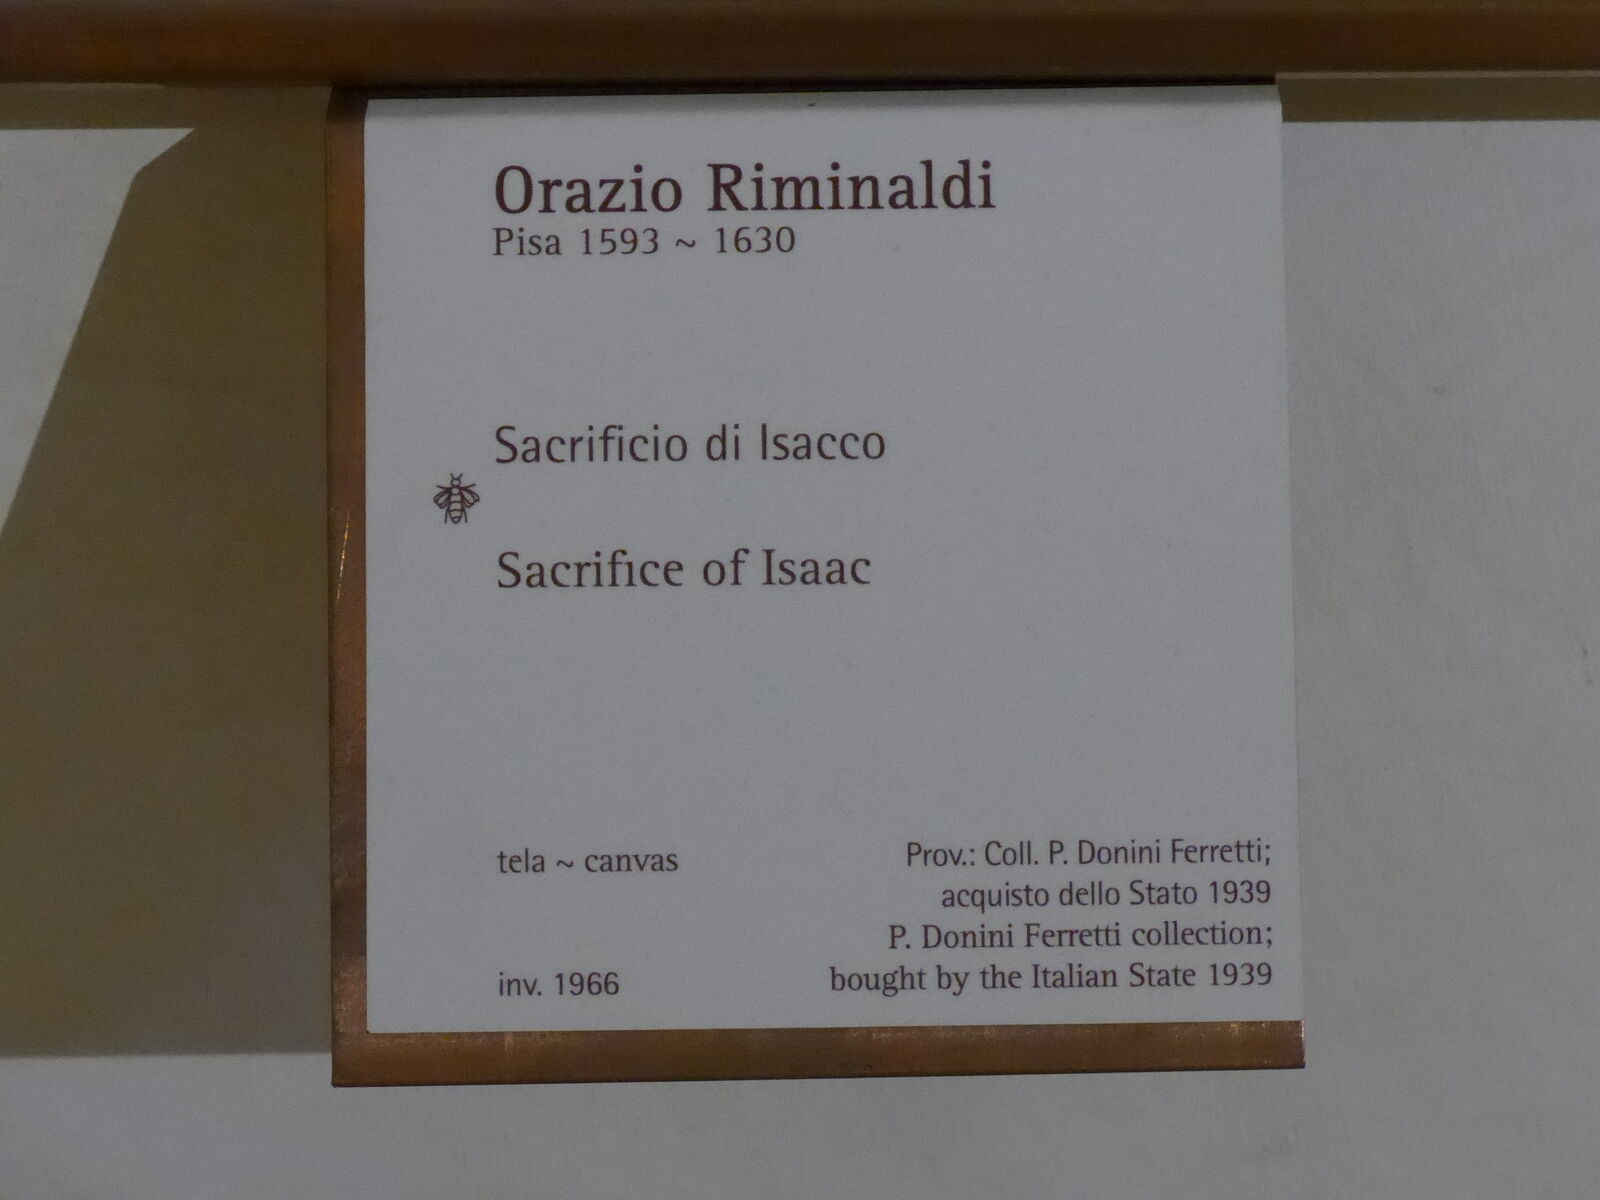 Orazio Riminaldi
Pisa 1593 ~ 1630
Sacrificio di Isacco
Sacrifice of Isaac
tela ~ canvas
inv. 1966
Prov.: Coll. P. Donini Ferretti;
acquisto dello Stato 1939
P. Donini Ferretti collection;
bought by the Italian State 1939